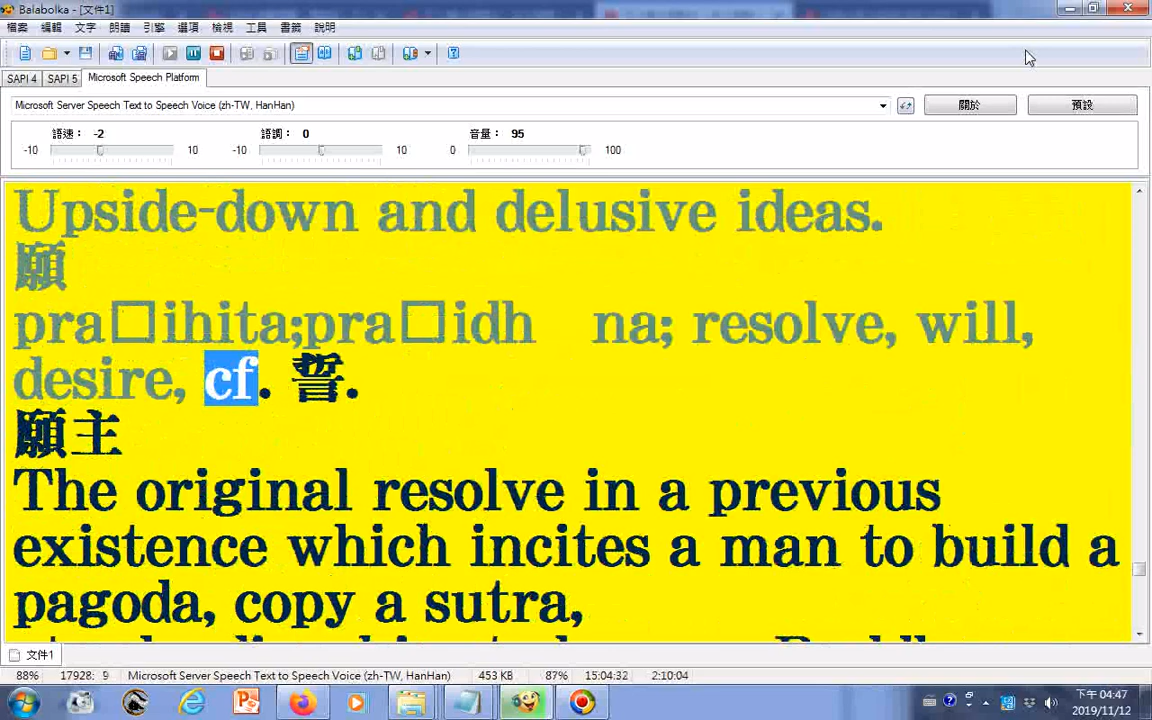 Balabolka - [文件1]
檔案 編輯 文字 朗讀 引擎 選項 檢視 工具 書籤 說明
SAPI 4 SAPI 5 Microsoft Speech Platform
Microsoft Server Speech Text to Speech Voice (zh-TW, HanHan) 關於 預設
語速： -2 語調： 0 音量： 95
-10 10 -10 10 0 100
Upside-down and delusive ideas.
願
pra□ihita;pra□idh na; resolve, will,
desire, cf. 誓.
願主
The original resolve in a previous
existence which incites a man to build a
pagoda, copy a sutra,
文件1
88% 17928: 9 Microsoft Server Speech Text to Speech Voice (zh-TW, HanHan) 453 KB 87% 15:04:32 2:10:04
下午 04:47
2019/11/12